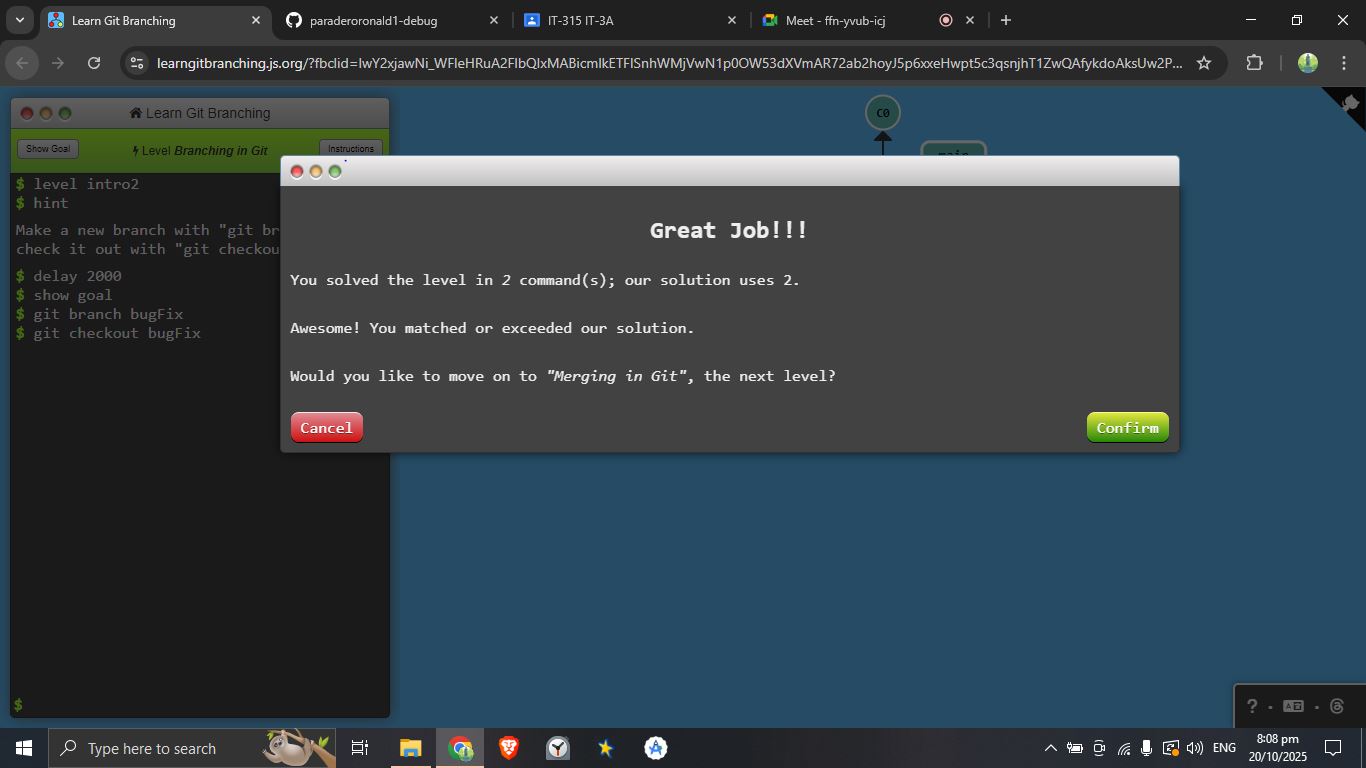 Learn Git Branching
paraderoronald1-debug
IT-315 IT-3A
Meet - ffn-yvub-icj
learngitbranching.js.org/?fbclid=IwY2xjawNi_WFleHRuA2FlbQIxMABicmlkETFlSnhWMjVwN1p0OW53dXVmAR72ab2hoyJ5p6xxeHwpt5c3qsnjhT1ZwQAfykdoAksUw2P...
Learn Git Branching
Show Goal
Level Branching in Git
Instructions
$ level intro2
$ hint
Make a new branch with "git br
check it out with "git checkou
$ delay 2000
$ show goal
$ git branch bugFix
$ git checkout bugFix
$
C0
main
Great Job!!!
You solved the level in 2 command(s); our solution uses 2.
Awesome! You matched or exceeded our solution.
Would you like to move on to "Merging in Git", the next level?
Cancel
Confirm
?
Type here to search
ENG
8:08 pm
20/10/2025